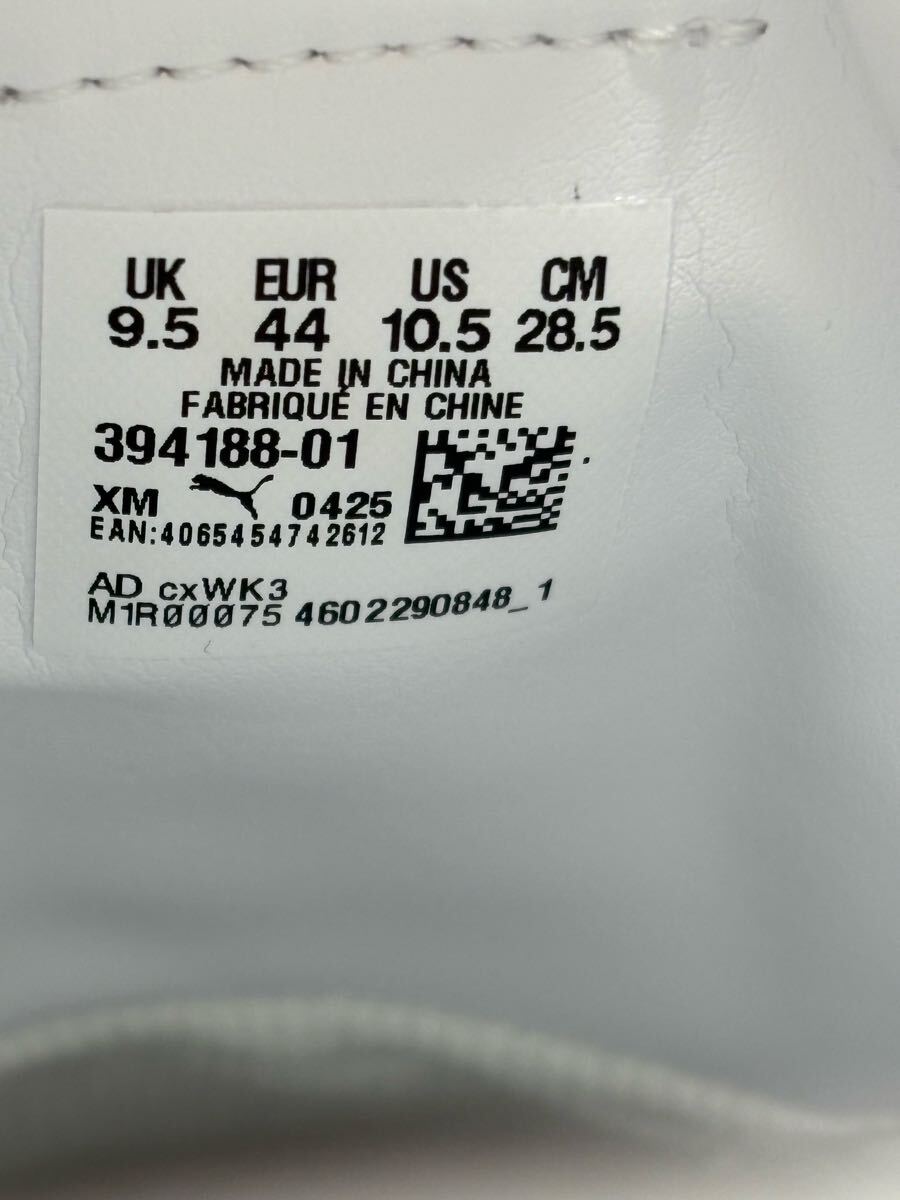 UK EUR US CM
9.5 44 10.5 28.5
MADE IN CHINA
FABRIQUÉ EN CHINE
394188-01
XM 0425
EAN:4065454742612
AD cxWK3
M1R00075 4602290848_1